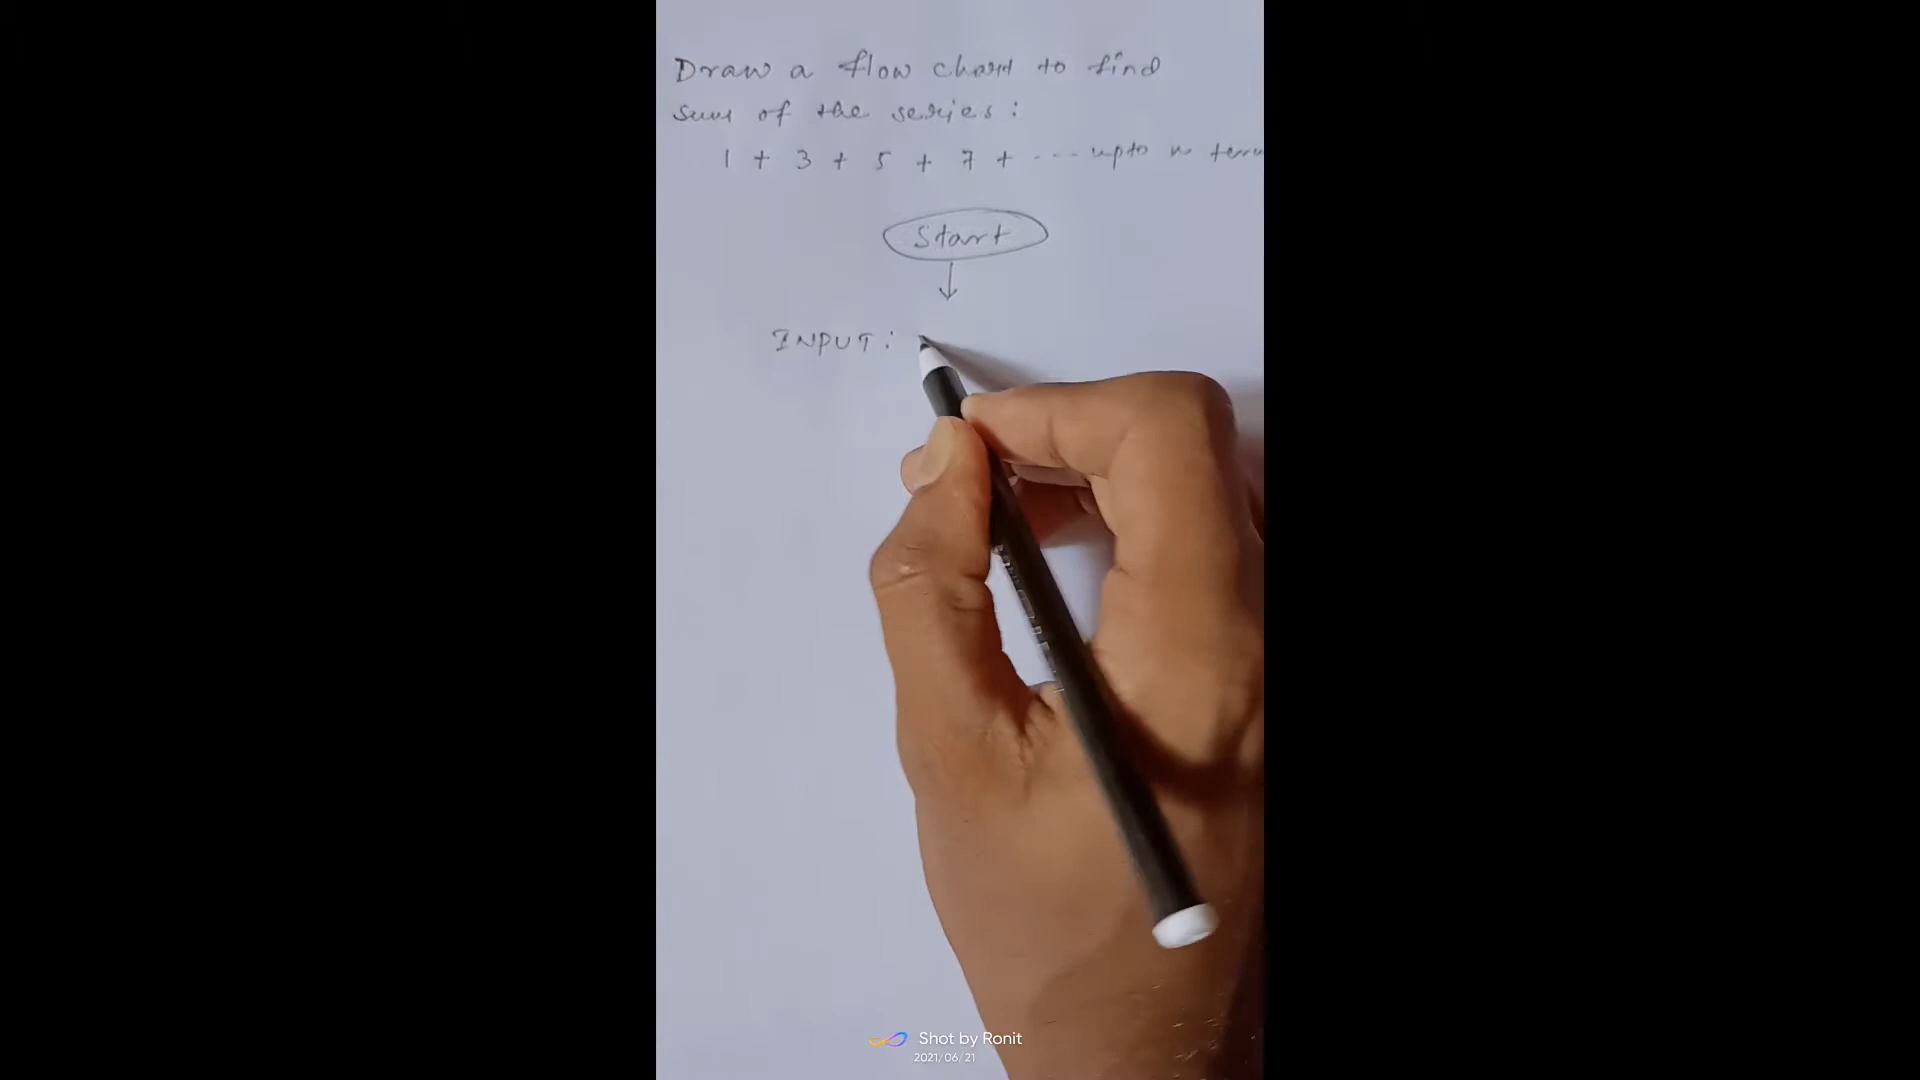 Draw a flow chart to find
sum of the series:
1 + 3 + 5 + 7 + .... upto n
Start
INPUT:
Shot by Ronit
2021/06/21